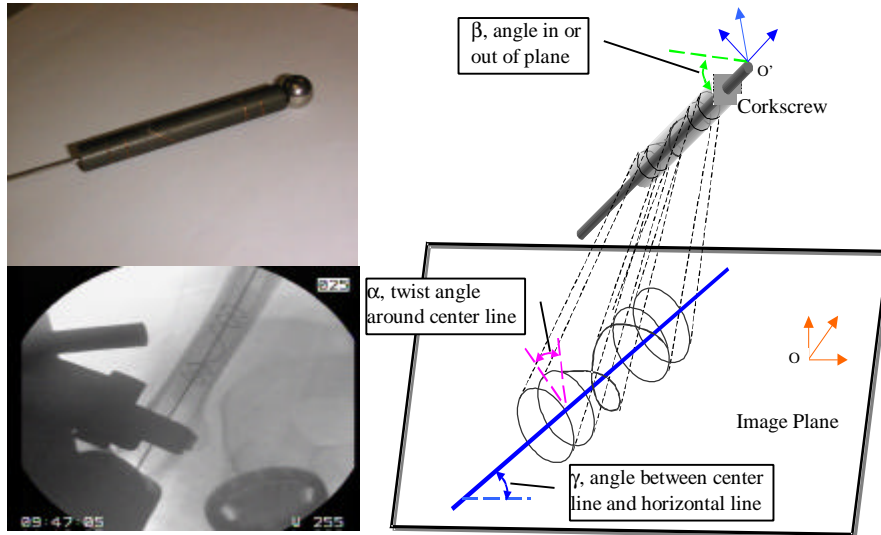 025
09:47:05
W 255
β, angle in or
out of plane
O'
Corkscrew
α, twist angle
around center line
O
Image Plane
γ, angle between center
line and horizontal line